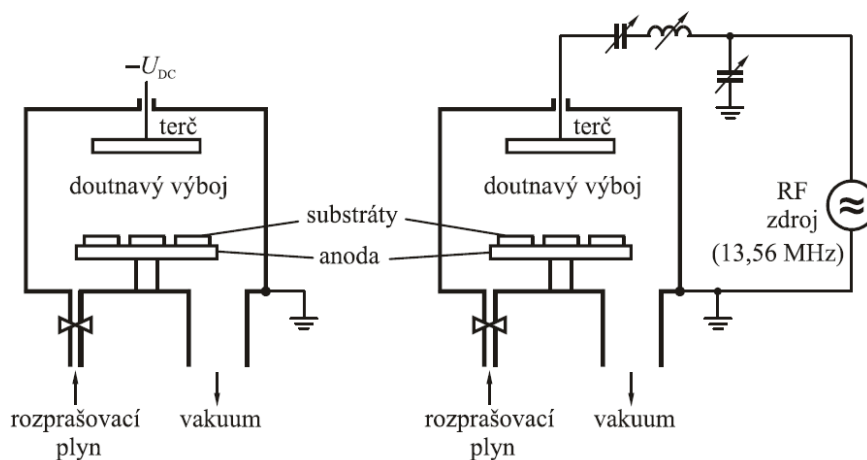 −U_DC
terč
doutnavý výboj
substráty
anoda
rozprašovací
plyn
vakuum
terč
doutnavý výboj
RF
zdroj
(13,56 MHz)
≈
rozprašovací
plyn
vakuum